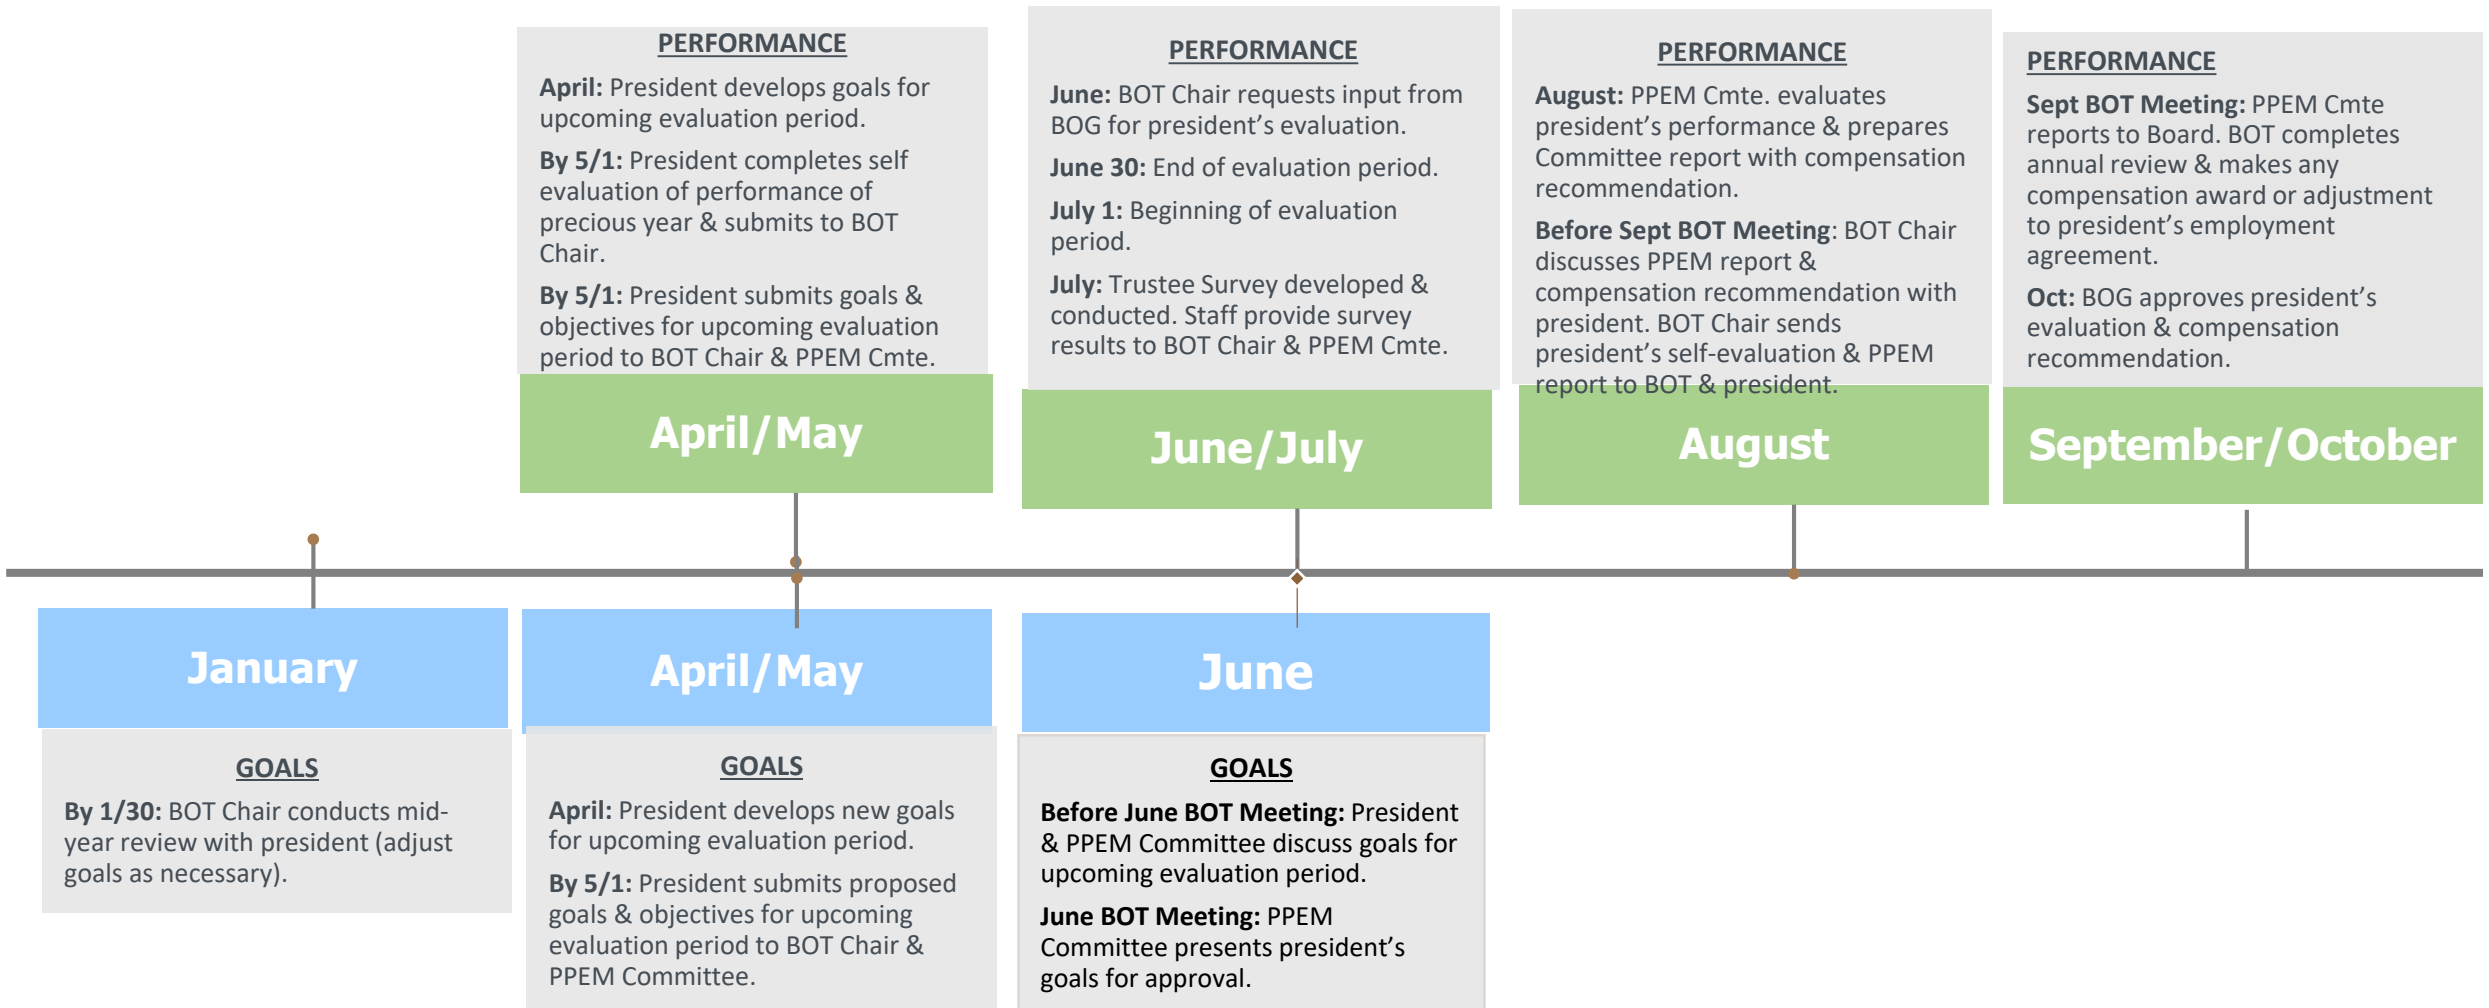 PERFORMANCE
April: President develops goals for
upcoming evaluation period.
By 5/1: President completes self
evaluation of performance of
precious year & submits to BOT
Chair.
By 5/1: President submits goals &
objectives for upcoming evaluation
period to BOT Chair & PPEM Cmte.
April/May
PERFORMANCE
June: BOT Chair requests input from
BOG for president’s evaluation.
June 30: End of evaluation period.
July 1: Beginning of evaluation
period.
July: Trustee Survey developed &
conducted. Staff provide survey
results to BOT Chair & PPEM Cmte.
June/July
PERFORMANCE
August: PPEM Cmte. evaluates
president’s performance & prepares
Committee report with compensation
recommendation.
Before Sept BOT Meeting: BOT Chair
discusses PPEM report &
compensation recommendation with
president. BOT Chair sends
president’s self-evaluation & PPEM
report to BOT & president.
August
PERFORMANCE
Sept BOT Meeting: PPEM Cmte
reports to Board. BOT completes
annual review & makes any
compensation award or adjustment
to president’s employment
agreement.
Oct: BOG approves president’s
evaluation & compensation
recommendation.
September/October
January
GOALS
By 1/30: BOT Chair conducts mid-
year review with president (adjust
goals as necessary).
April/May
GOALS
April: President develops new goals
for upcoming evaluation period.
By 5/1: President submits proposed
goals & objectives for upcoming
evaluation period to BOT Chair &
PPEM Committee.
June
GOALS
Before June BOT Meeting: President
& PPEM Committee discuss goals for
upcoming evaluation period.
June BOT Meeting: PPEM
Committee presents president’s
goals for approval.